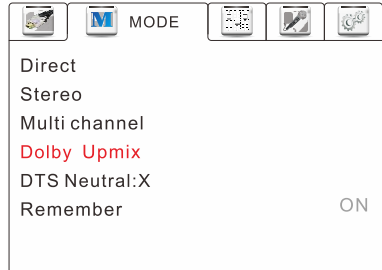 M MODE
Direct
Stereo
Multi channel
Dolby Upmix
DTS Neutral:X
Remember ON